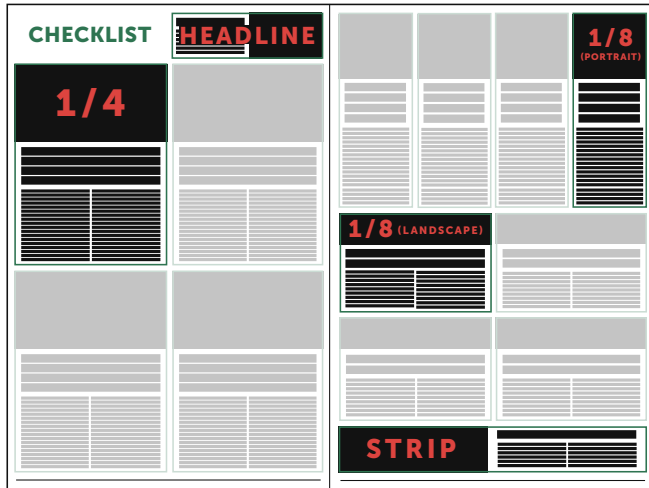 CHECKLIST
HEADLINE
1/4
1/8
(PORTRAIT)
1/8 (LANDSCAPE)
STRIP